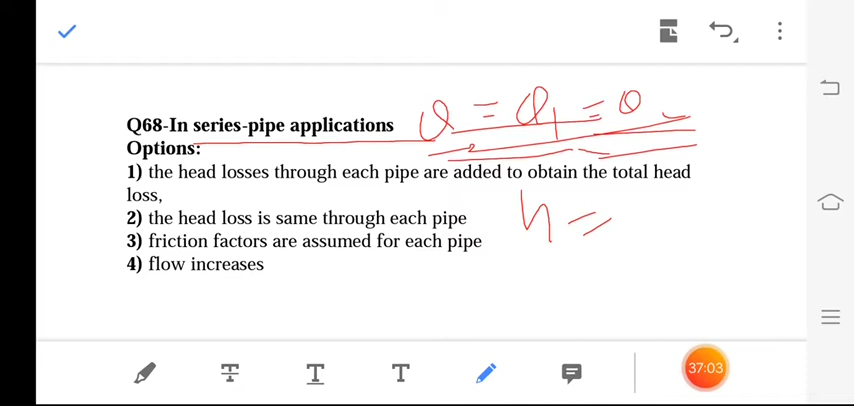 Q68-In series-pipe applications Q = Q1 = Q
Options:
1) the head losses through each pipe are added to obtain the total head
loss,
2) the head loss is same through each pipe
h =
3) friction factors are assumed for each pipe
4) flow increases
T T T
37:03